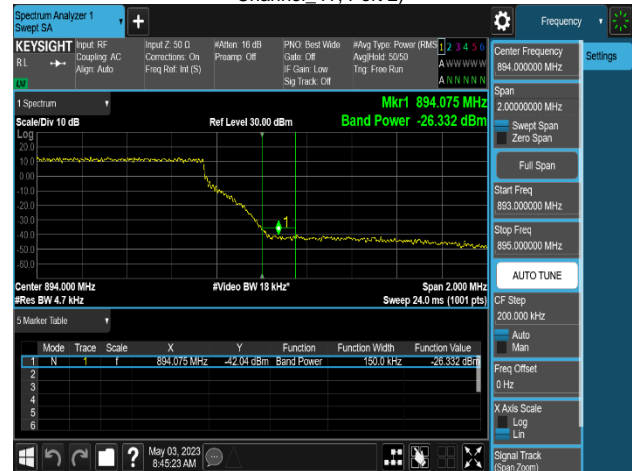 Channel_41, Port 2)
Spectrum Analyzer 1
Swept SA
Frequency
KEYSIGHT
RL
LXI
Input: RF
Coupling: AC
Align: Auto
Input Z: 50 Ω
Corrections: On
Freq Ref: Int (S)
#Atten: 16 dB
Preamp: Off
PNO: Best Wide
Gate: Off
IF Gain: Low
Sig Track: Off
#Avg Type: Power (RMS
Avg|Hold: 50/50
Trig: Free Run
1 2 3 4 5 6
A W W W W W
A N N N N N
Center Frequency
894.000000 MHz
Settings
Span
2.00000000 MHz
Swept Span
Zero Span
Full Span
Start Freq
893.000000 MHz
Stop Freq
895.000000 MHz
AUTO TUNE
CF Step
200.000 kHz
Auto
Man
Freq Offset
0 Hz
X Axis Scale
Log
Lin
Signal Track
(Span Zoom)
1 Spectrum
Scale/Div 10 dB
Ref Level 30.00 dBm
Mkr1 894.075 MHz
Band Power -26.332 dBm
Log
20.0
10.0
0.00
-10.0
-20.0
-30.0
-40.0
-50.0
-60.0
1
Center 894.000 MHz
#Video BW 18 kHz*
Span 2.000 MHz
#Res BW 4.7 kHz
Sweep 24.0 ms (1001 pts)
5 Marker Table
Mode Trace Scale X Y Function Function Width Function Value
1 N 1 f 894.075 MHz -42.04 dBm Band Power 150.0 kHz -26.332 dBm
2
3
4
5
6
?
May 03, 2023
8:45:23 AM